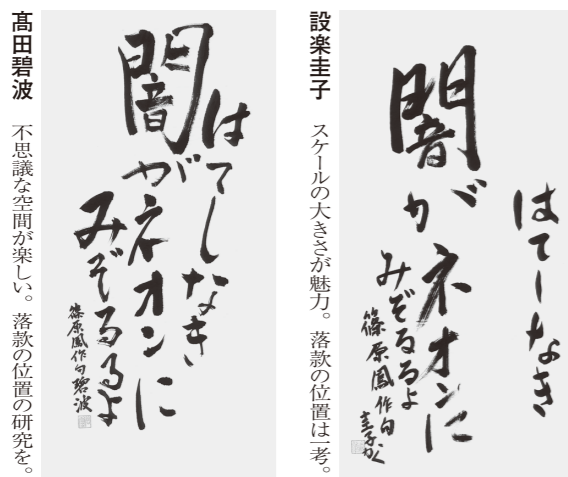 設楽圭子　スケールの大きさが魅力。落款の位置は一考。
はてしなき
闇が
ネオンに
みぞるるよ
篠原鳳作句
圭子かく
髙田碧波　不思議な空間が楽しい。落款の位置の研究を。
はてしなき
闇がネオンに
みぞるるよ
篠原鳳作句碧波